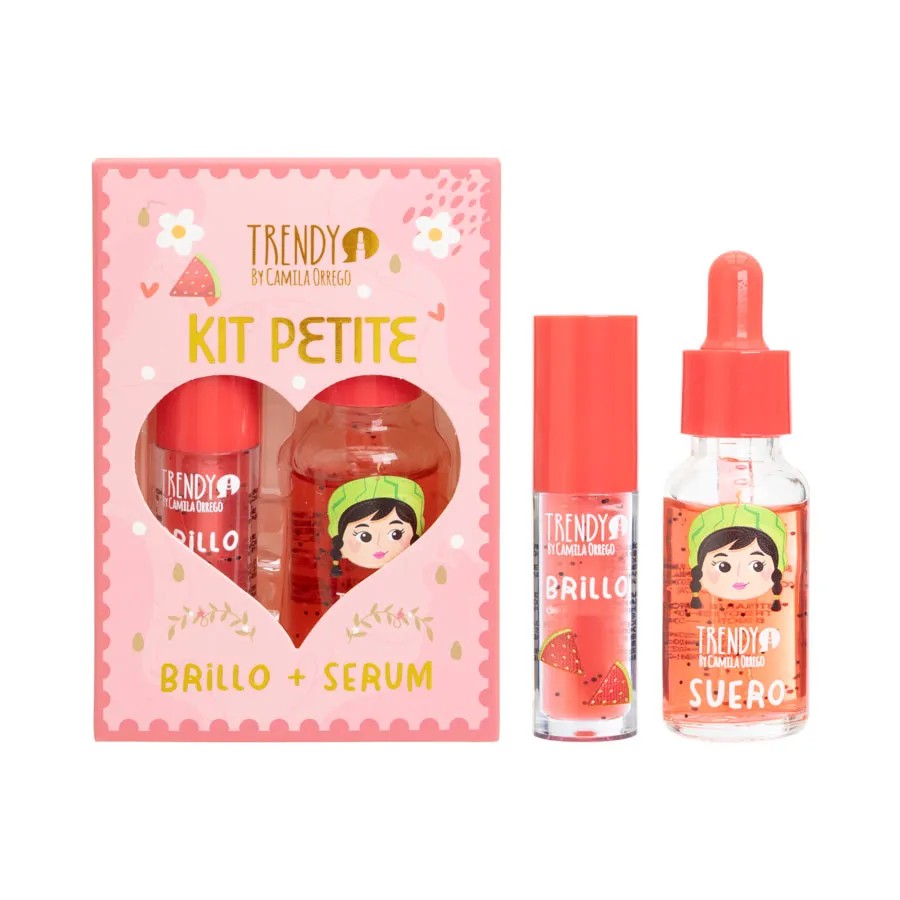 TRENDY
BY CAMILA ORREGO
KIT PETITE
TRENDY
BY CAMILA ORREGO
BRILLO
BRILLO + SERUM
TRENDY
BY CAMILA ORREGO
BRILLO
TRENDY
BY CAMILA ORREGO
SUERO